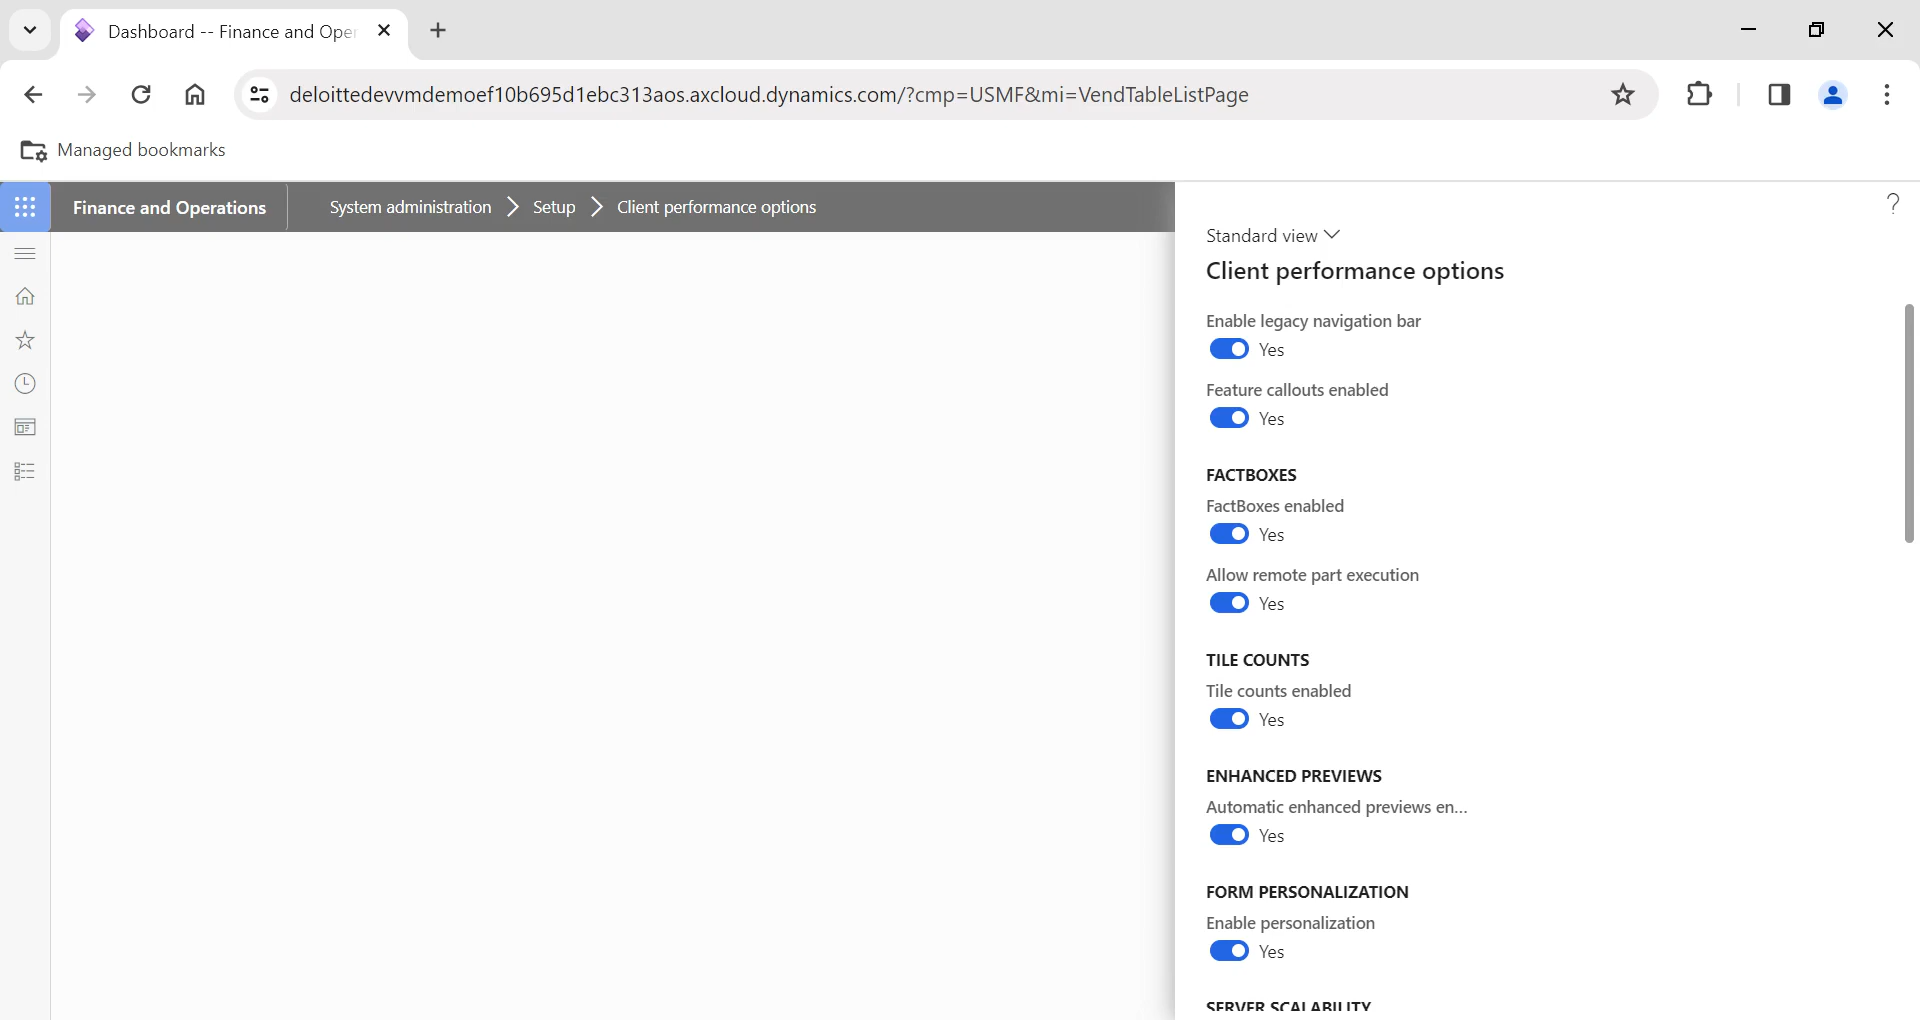 Dashboard -- Finance and Ope
deloittedevvmdemoef10b695d1ebc313aos.axcloud.dynamics.com/?cmp=USMF&mi=VendTableListPage
Managed bookmarks
Finance and Operations
System administration
Setup
Client performance options
?
Standard view
Client performance options
Enable legacy navigation bar
Yes
Feature callouts enabled
Yes
FACTBOXES
FactBoxes enabled
Yes
Allow remote part execution
Yes
TILE COUNTS
Tile counts enabled
Yes
ENHANCED PREVIEWS
Automatic enhanced previews en...
Yes
FORM PERSONALIZATION
Enable personalization
Yes
SERVER SCALABILITY